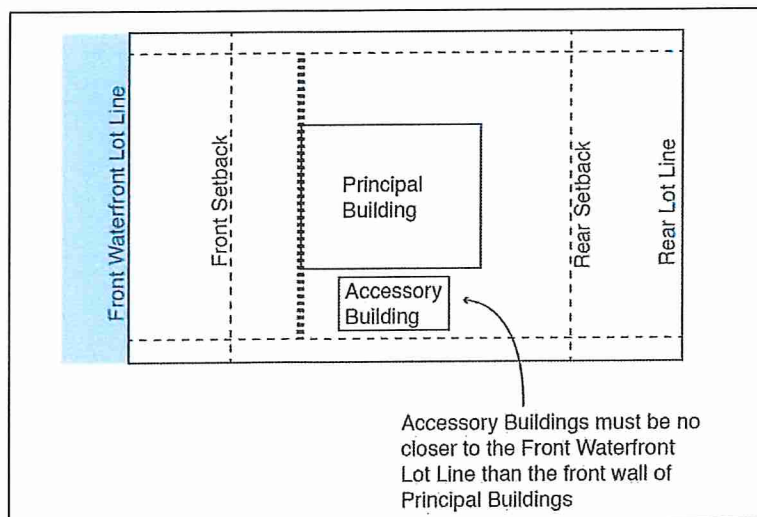 Front Waterfront Lot Line
Front Setback
Principal
Building
Accessory
Building
Rear Setback
Rear Lot Line
Accessory Buildings must be no
closer to the Front Waterfront
Lot Line than the front wall of
Principal Buildings